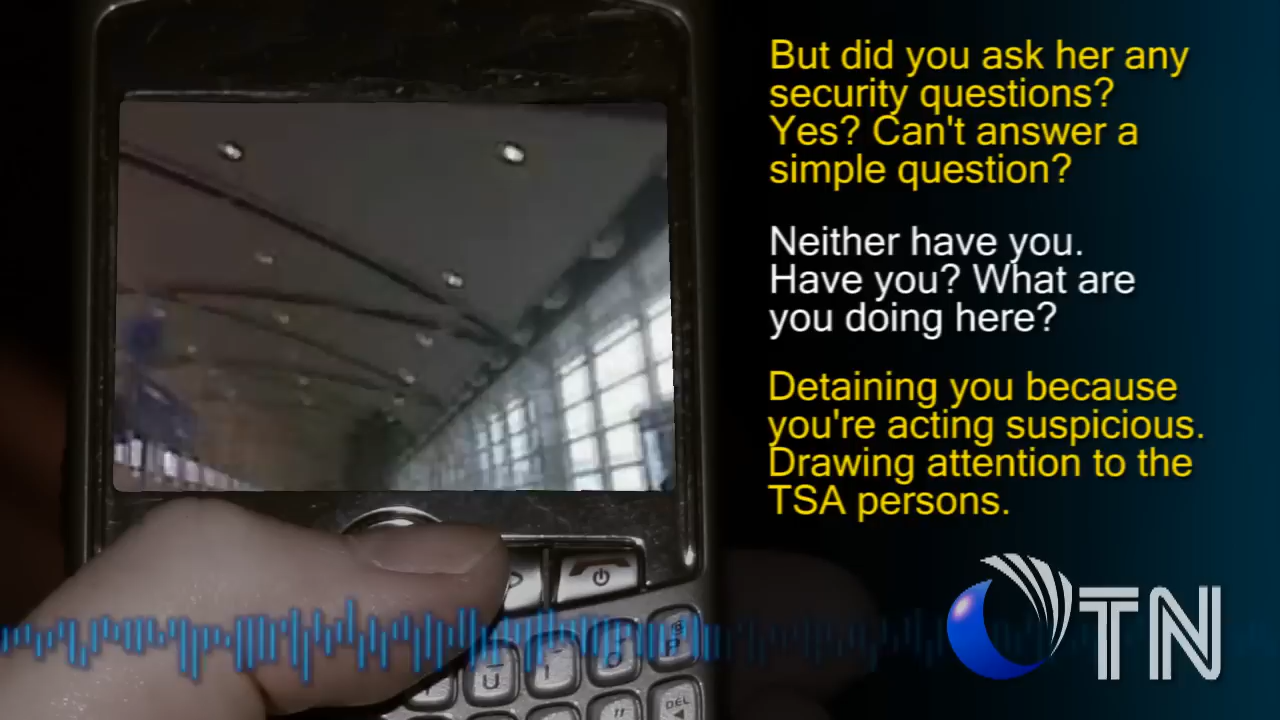 But did you ask her any
security questions?
Yes? Can't answer a
simple question?
Neither have you.
Have you? What are
you doing here?
Detaining you because
you're acting suspicious.
Drawing attention to the
TSA persons.
TN
U
I
O
P
DEL